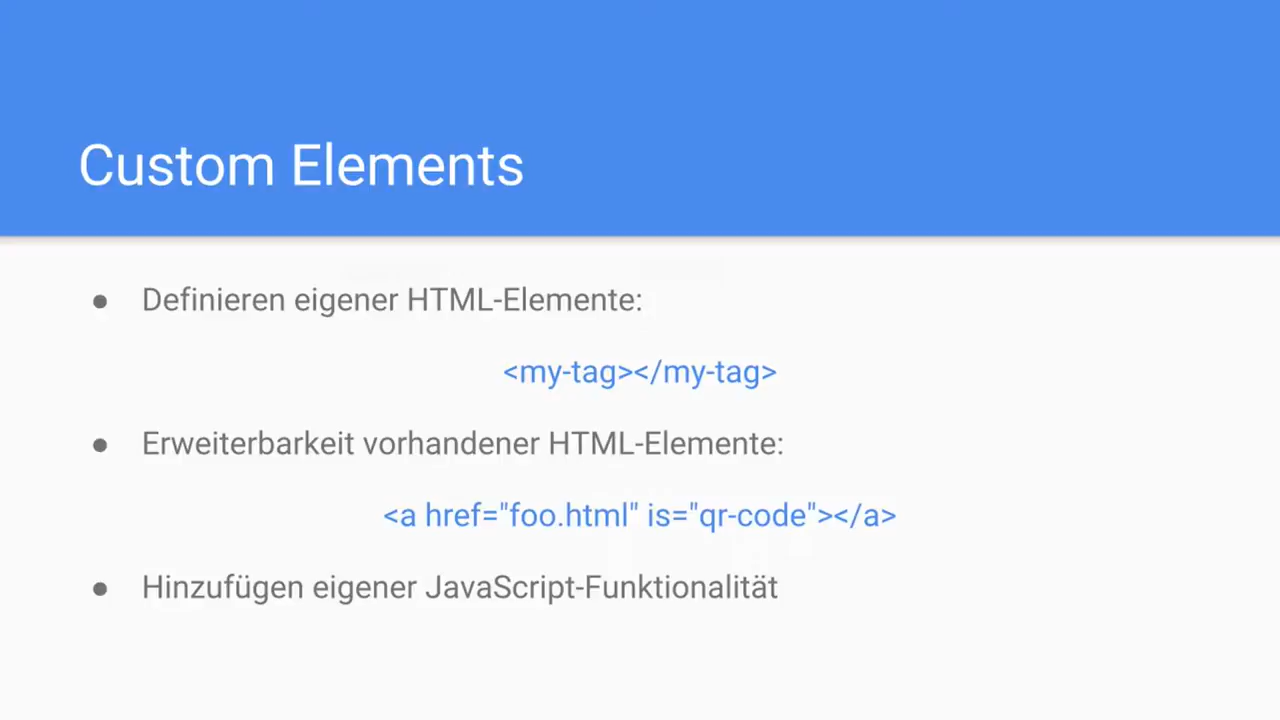 Custom Elements
● Definieren eigener HTML-Elemente:
<my-tag></my-tag>
● Erweiterbarkeit vorhandener HTML-Elemente:
<a href="foo.html" is="qr-code"></a>
● Hinzufügen eigener JavaScript-Funktionalität